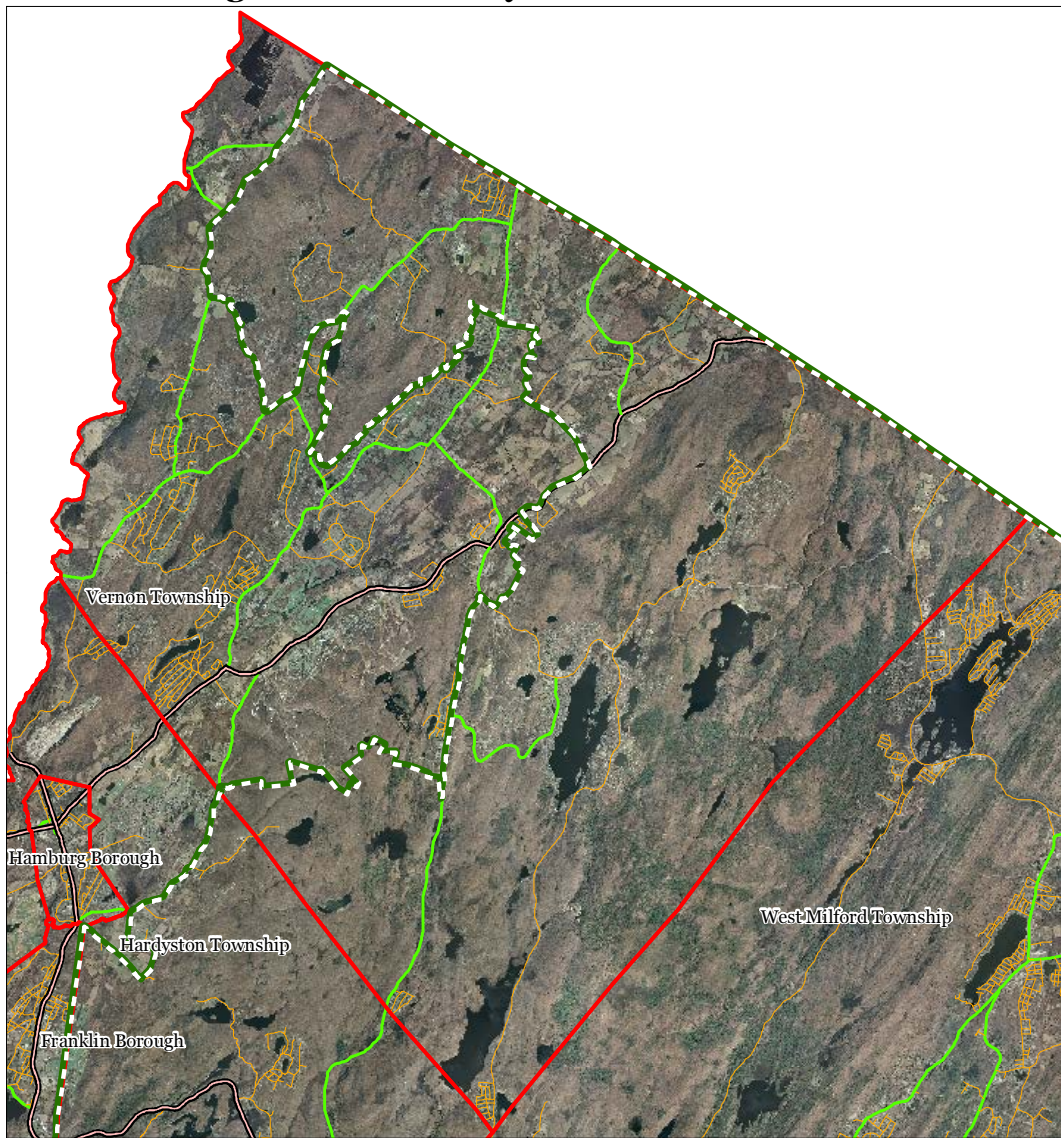 Vernon Township
Hamburg Borough
West Milford Township
Hardyston Township
Franklin Borough